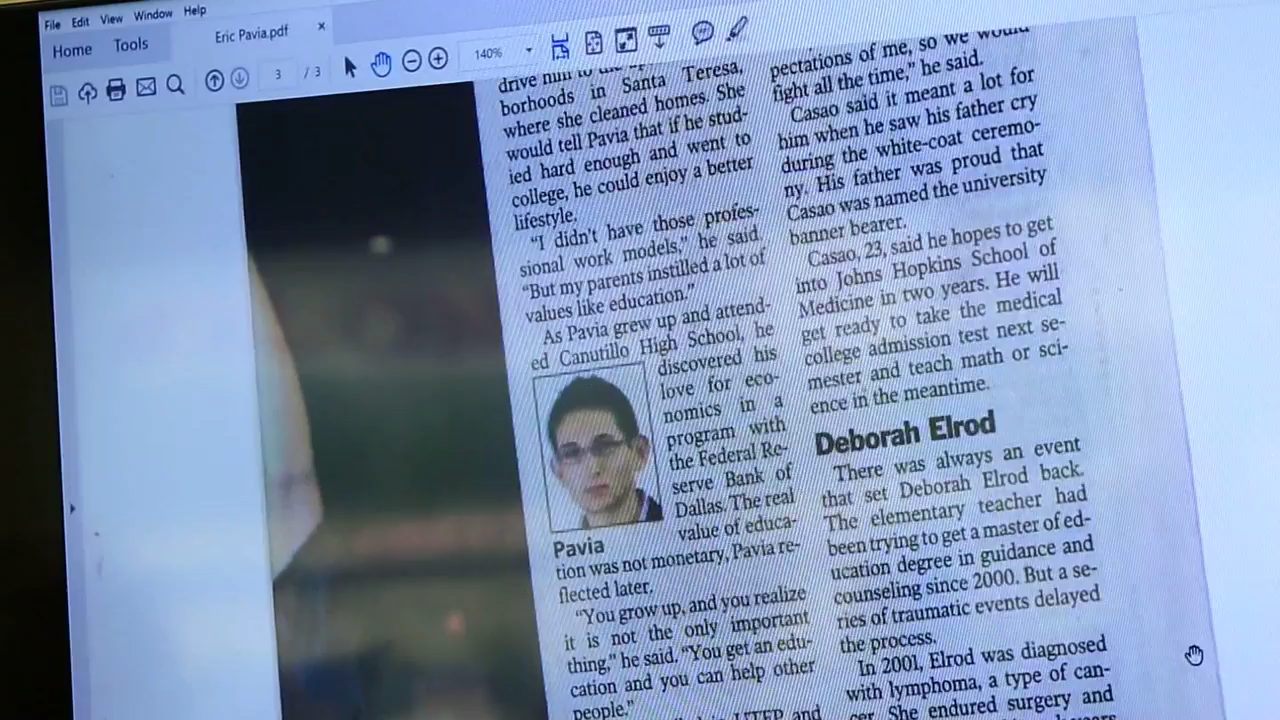 File Edit View Window Help
Home Tools Eric Pavia.pdf ×
3 / 3 140%
drive him to the
borhoods in Santa Teresa,
where she cleaned homes. She
would tell Pavia that if he stud-
ied hard enough and went to
college, he could enjoy a better
lifestyle.
“I didn't have those profes-
sional work models,” he said.
“But my parents instilled a lot of
values like education.”
As Pavia grew up and attend-
ed Canutillo High School, he
discovered his
love for eco-
nomics in a
program with
the Federal Re-
serve Bank of
Dallas. The real
value of educa-
Pavia
tion was not monetary, Pavia re-
flected later.
“You grow up, and you realize
it is not the only important
thing,” he said. “You get an edu-
cation and you can help other
people.”
UTEP and
pectations of me, so we would
fight all the time,” he said.
Casao said it meant a lot for
him when he saw his father cry
during the white-coat ceremo-
ny. His father was proud that
Casao was named the university
banner bearer.
Casao, 23, said he hopes to get
into Johns Hopkins School of
Medicine in two years. He will
get ready to take the medical
college admission test next se-
mester and teach math or sci-
ence in the meantime.
Deborah Elrod
There was always an event
that set Deborah Elrod back.
The elementary teacher had
been trying to get a master of ed-
ucation degree in guidance and
counseling since 2000. But a se-
ries of traumatic events delayed
the process.
In 2001, Elrod was diagnosed
with lymphoma, a type of can-
cer. She endured surgery and